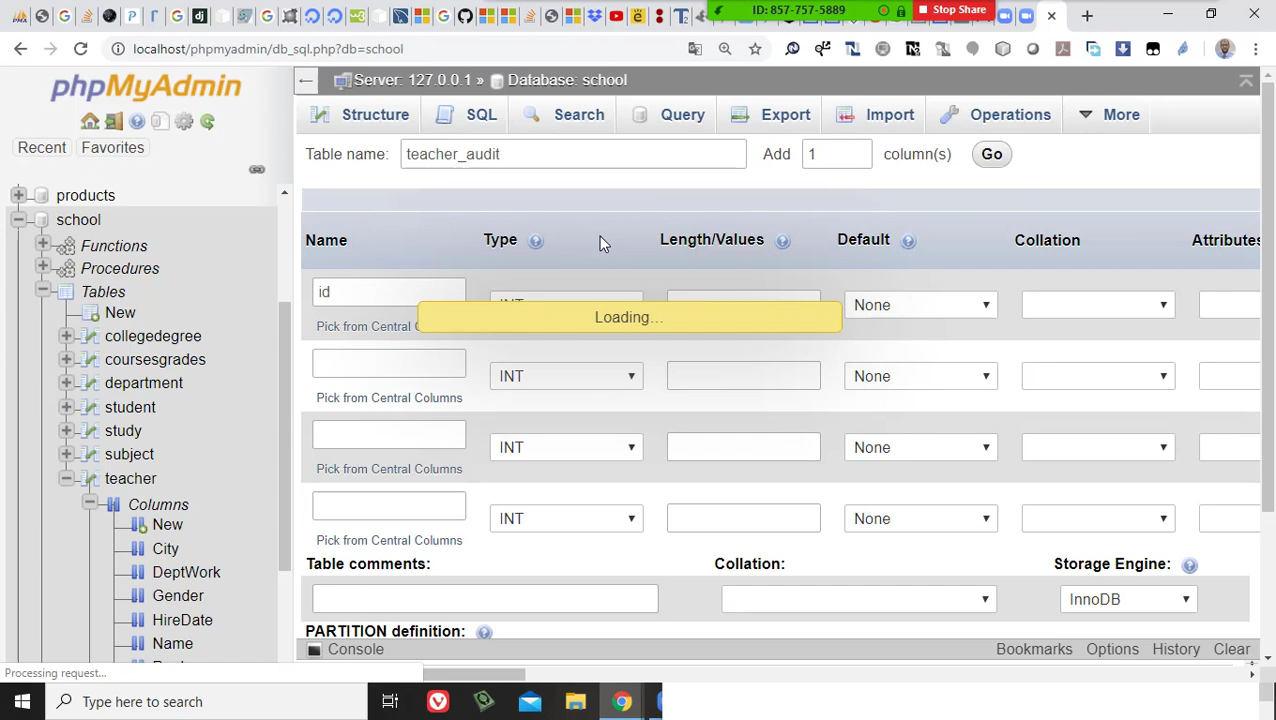 ID: 857-757-5889
Stop Share
localhost/phpmyadmin/db_sql.php?db=school
phpMyAdmin
Recent
Favorites
products
school
Functions
Procedures
Tables
New
collegedegree
coursesgrades
department
student
study
subject
teacher
Columns
New
City
DeptWork
Gender
HireDate
Name
Server: 127.0.0.1 »
Database: school
Structure
SQL
Search
Query
Export
Import
Operations
More
Table name:
teacher_audit
Add
1
column(s)
Go
Name
Type
Length/Values
Default
Collation
Attributes
id
None
Loading…
INT
None
Pick from Central Columns
INT
None
Pick from Central Columns
INT
None
Pick from Central Columns
Table comments:
Collation:
Storage Engine:
InnoDB
PARTITION definition:
Console
Bookmarks
Options
History
Clear
Processing request...
Type here to search